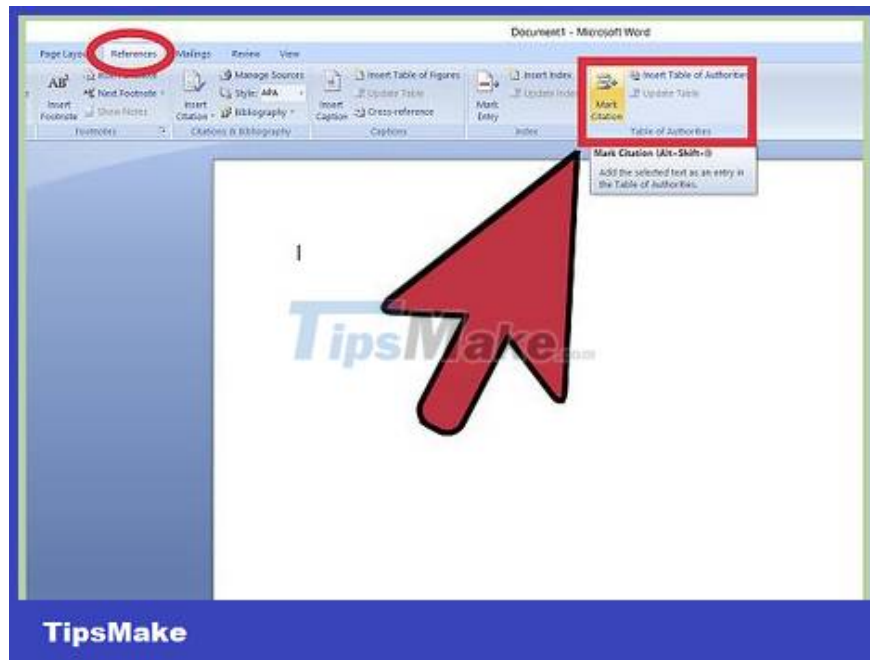 Document1 - Microsoft Word
Page Layou References Mailings Review View
AB¹ Insert Footnote
Next Footnote
Show Notes
Footnotes
Insert Citation
Manage Sources
Style: APA
Bibliography
Citations & Bibliography
Insert Caption
Insert Table of Figures
Update Table
Cross-reference
Captions
Mark Entry
Insert Index
Update Index
Index
Mark Citation
Insert Table of Authorities
Update Table
Table of Authorities
Mark Citation (Alt-Shift-I)
Add the selected text as an entry in
the Table of Authorities.
TipsMake.com
TipsMake